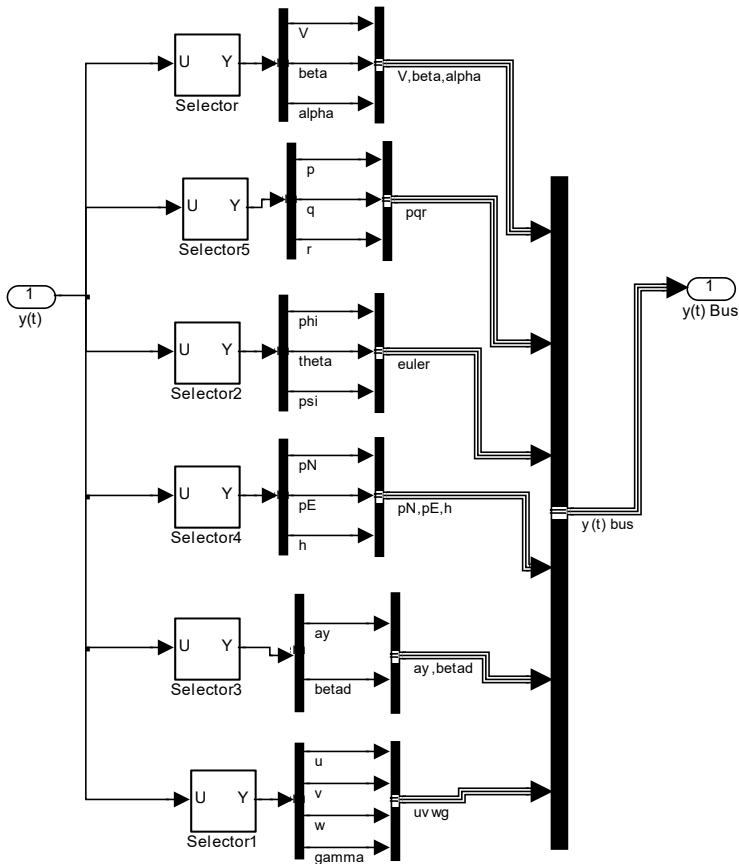 V
U Y
beta
V,beta,alpha
Selector
alpha
p
U Y
q
pqr
Selector5
r
1
y(t)
1
y(t) Bus
phi
U Y
theta
euler
Selector2
psi
pN
U Y
pE
pN,pE,h
Selector4
h
y(t) bus
ay
U Y
ay,betad
Selector3
betad
u
U Y
v
w
uvwg
Selector1
gamma